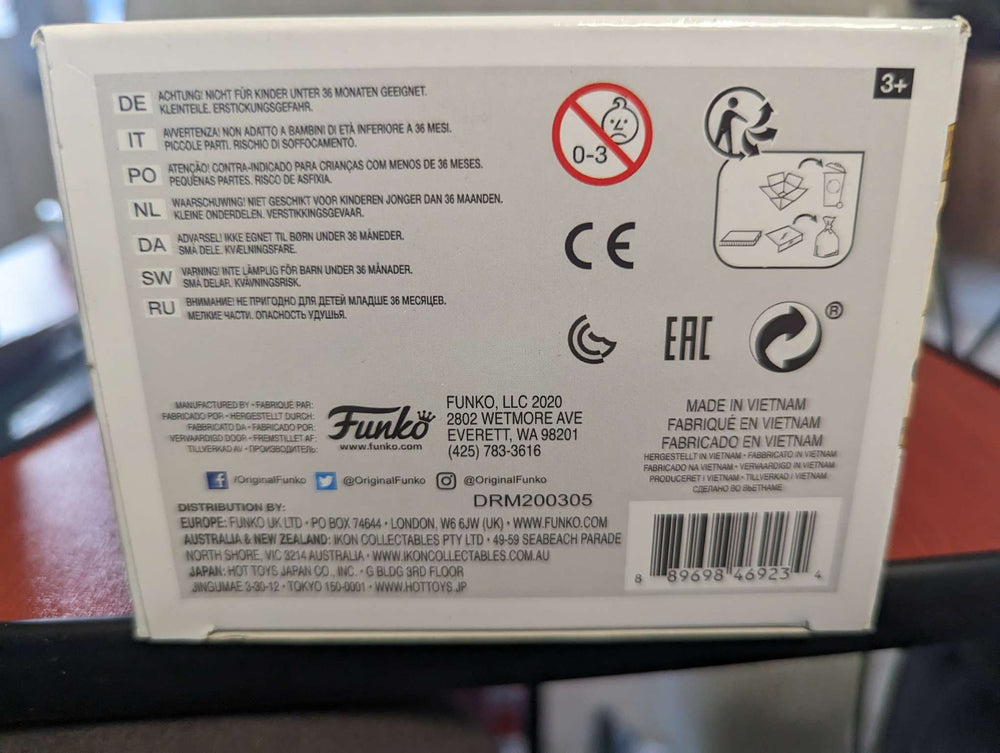 3+
DE ACHTUNG! NICHT FÜR KINDER UNTER 36 MONATEN GEEIGNET.
KLEINTEILE. ERSTICKUNGSGEFAHR.
IT AVVERTENZA! NON ADATTO A BAMBINI DI ETÀ INFERIORE A 36 MESI.
PICCOLE PARTI. RISCHIO DI SOFFOCAMENTO.
PO ATENÇÃO! CONTRA-INDICADO PARA CRIANÇAS COM MENOS DE 36 MESES.
PEQUENAS PARTES. RISCO DE ASFIXIA.
NL WAARSCHUWING! NIET GESCHIKT VOOR KINDEREN JONGER DAN 36 MAANDEN.
KLEINE ONDERDELEN. VERSTIKKINGSGEVAAR.
DA ADVARSEL! IKKE EGNET TIL BØRN UNDER 36 MÅNEDER.
SMÅ DELE. KVÆLNINGSFARE.
SW VARNING! INTE LÄMPLIG FÖR BARN UNDER 36 MÅNADER.
SMÅ DELAR. KVÄVNINGSRISK.
RU ВНИМАНИЕ! НЕ ПРИГОДНО ДЛЯ ДЕТЕЙ МЛАДШЕ 36 МЕСЯЦЕВ.
МЕЛКИЕ ЧАСТИ. ОПАСНОСТЬ УДУШЬЯ.
0-3
CE
EAC
®
MANUFACTURED BY • FABRIQUÉ PAR:
FABRICADO POR • HERGESTELLT DURCH:
FABBRICATO DA • FABRICADO POR:
VERVAARDIGD DOOR • FREMSTILLET AF:
TILLVERKAD AV • ПРОИЗВОДИТЕЛЬ:
Funko
www.funko.com
FUNKO, LLC 2020
2802 WETMORE AVE
EVERETT, WA 98201
(425) 783-3616
MADE IN VIETNAM
FABRIQUÉ EN VIETNAM
FABRICADO EN VIETNAM
HERGESTELLT IN VIETNAM • FABBRICATO IN VIETNAM
FABRICADO NA VIETNAM • VERVAARDIGD IN VIETNAM
PRODUCERET I VIETNAM • TILLVERKAD I VIETNAM
СДЕЛАНО ВО ВЬЕТНАМЕ
/OriginalFunko @OriginalFunko @OriginalFunko
DRM200305
DISTRIBUTION BY:
EUROPE: FUNKO UK LTD • PO BOX 74644 • LONDON, W6 6JW (UK) • WWW.FUNKO.COM
AUSTRALIA & NEW ZEALAND: IKON COLLECTABLES PTY LTD • 49-59 SEABEACH PARADE
NORTH SHORE, VIC 3214 AUSTRALIA • WWW.IKONCOLLECTABLES.COM.AU
JAPAN: HOT TOYS JAPAN CO., INC. • G BLDG 3RD FLOOR
JINGUMAE 3-30-12 • TOKYO 150-0001 • WWW.HOTTOYS.JP
8 89698 46923 4